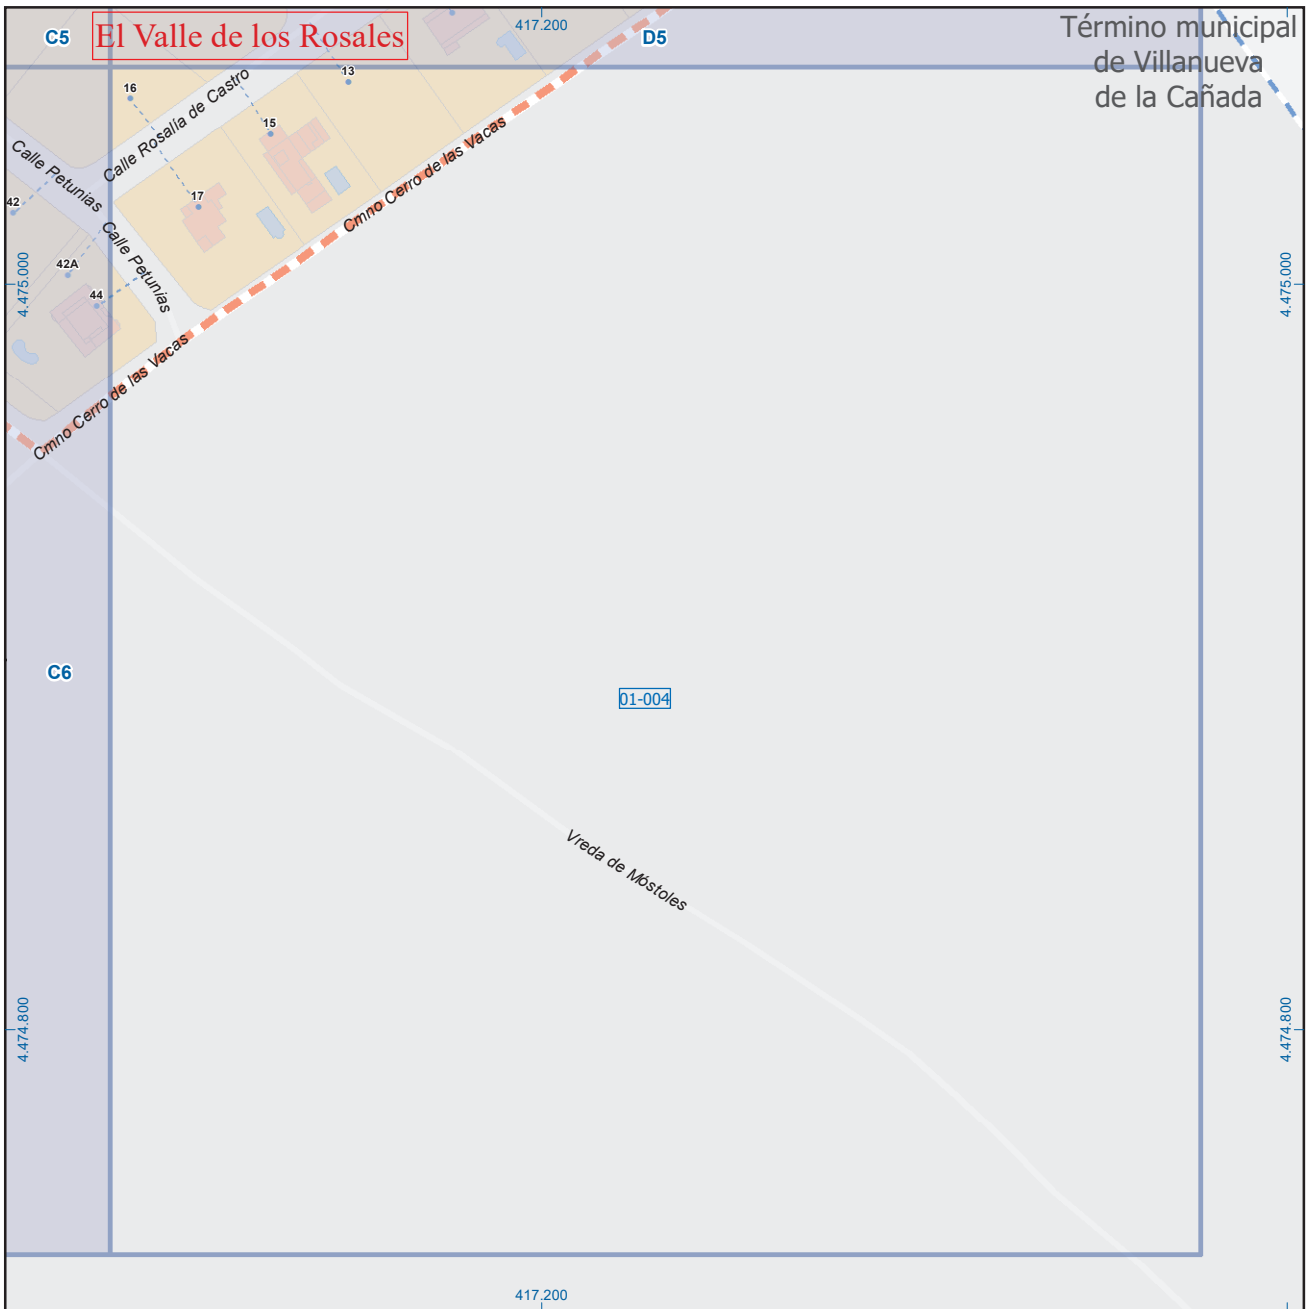 C5
El Valle de los Rosales
417.200
D5
Término municipal
de Villanueva
de la Cañada
16
13
15
17
Calle Rosalía de Castro
Calle Petunias
Cmno Cerro de las Vacas
42
Calle Petunias
42A
44
4.475.000
4.475.000
Cmno Cerro de las Vacas
C6
01-004
Vreda de Móstoles
4.474.800
4.474.800
417.200